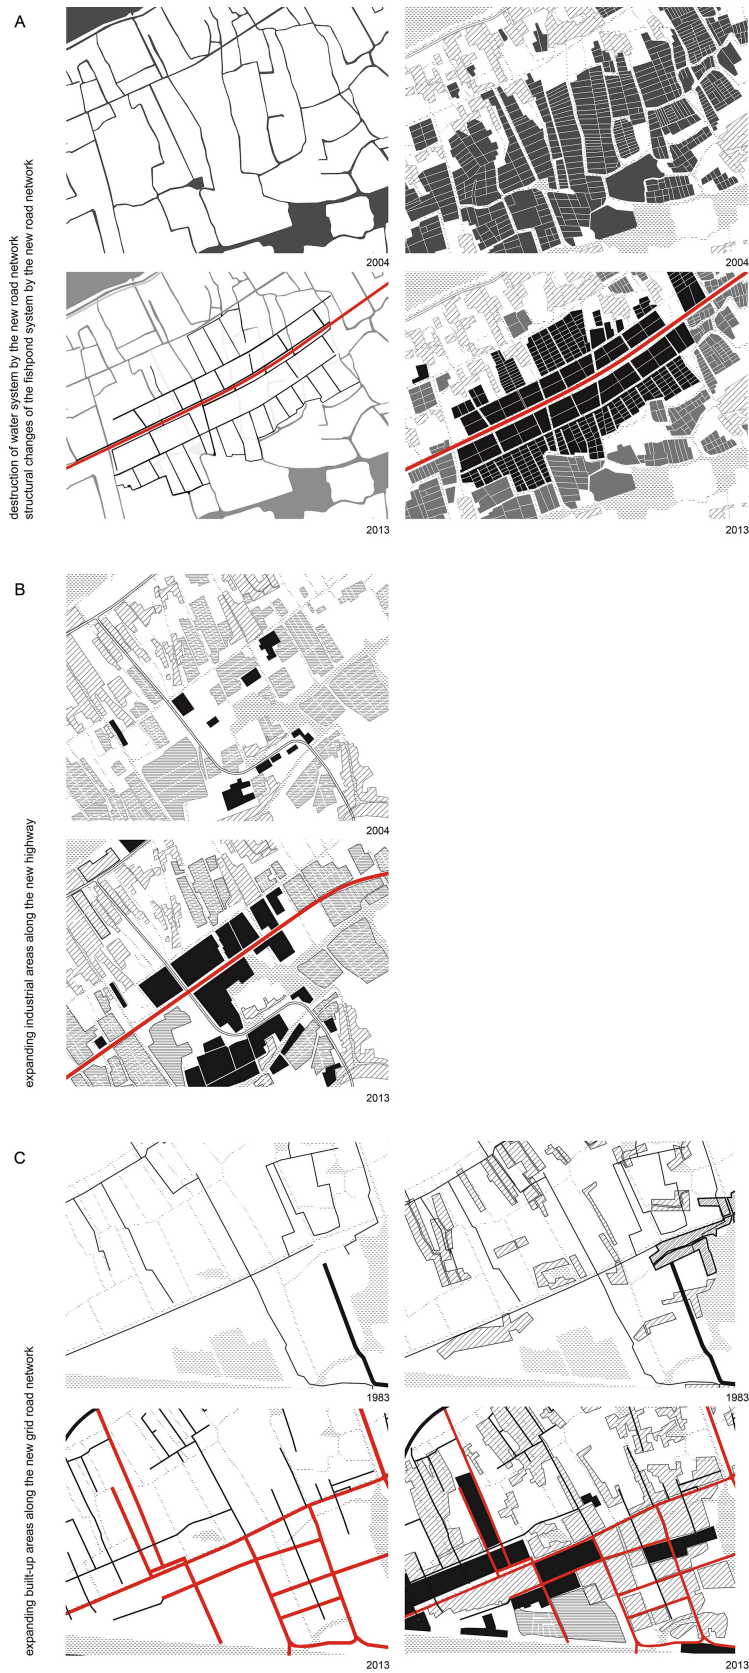 A
destruction of water system by the new road network
structural changes of the fishpond system by the new road network
2004
2004
2013
2013
B
expanding industrial areas along the new highway
2004
2013
C
expanding built-up areas along the new grid road network
1983
1983
2013
2013